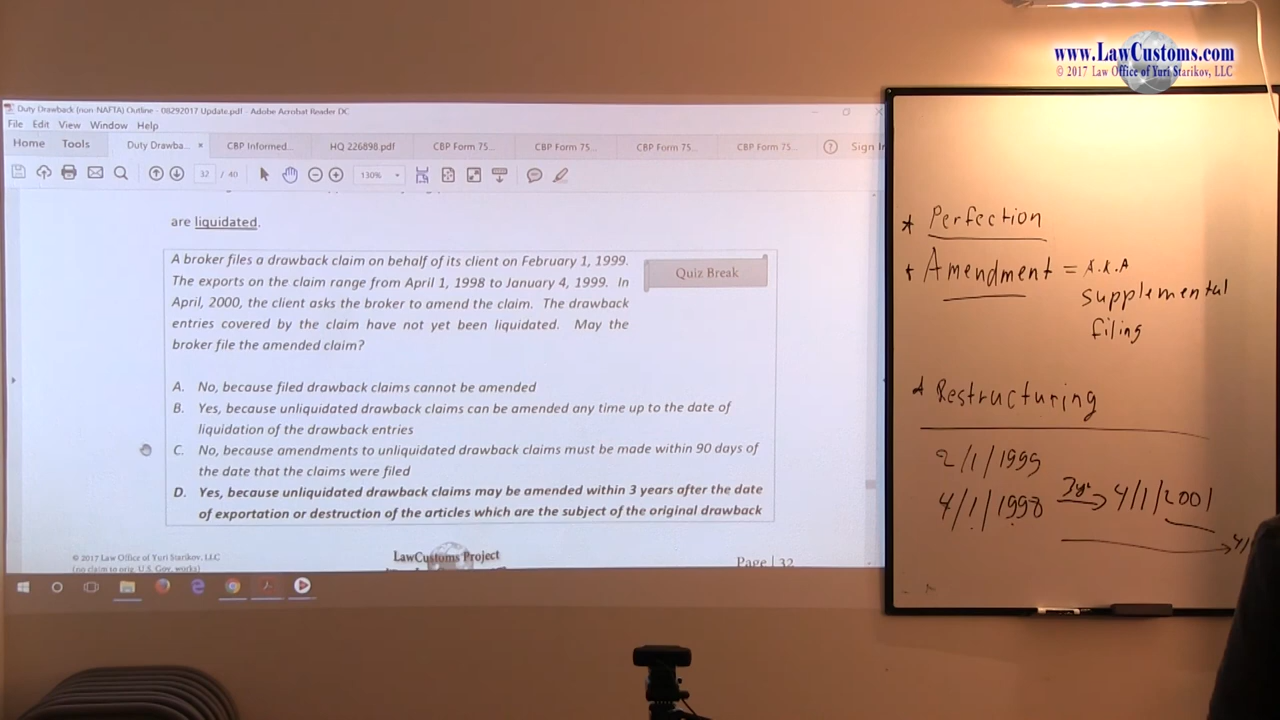 www.LawCustoms.com
© 2017 Law Office of Yuri Starikov, LLC
Duty Drawback (non-NAFTA) Outline - 08292017 Update.pdf - Adobe Acrobat Reader DC
File Edit View Window Help
Home Tools Duty Drawba... × CBP Informed... HQ 226898.pdf CBP Form 75... CBP Form 75... CBP Form 75... CBP Form 75... Sign In
32 / 40 130%
are liquidated.
Quiz Break
A broker files a drawback claim on behalf of its client on February 1, 1999.
The exports on the claim range from April 1, 1998 to January 4, 1999. In
April, 2000, the client asks the broker to amend the claim. The drawback
entries covered by the claim have not yet been liquidated. May the
broker file the amended claim?
A. No, because filed drawback claims cannot be amended
B. Yes, because unliquidated drawback claims can be amended any time up to the date of
liquidation of the drawback entries
C. No, because amendments to unliquidated drawback claims must be made within 90 days of
the date that the claims were filed
D. Yes, because unliquidated drawback claims may be amended within 3 years after the date
of exportation or destruction of the articles which are the subject of the original drawback
© 2017 Law Office of Yuri Starikov, LLC
(no claim to orig. U.S. Gov. works)
LawCustoms Project
Page | 32
* Perfection
* Amendment = A.K.A
supplemental
filing
* Restructuring
2/1/1999
4/1/1998 3yr 4/1/2001